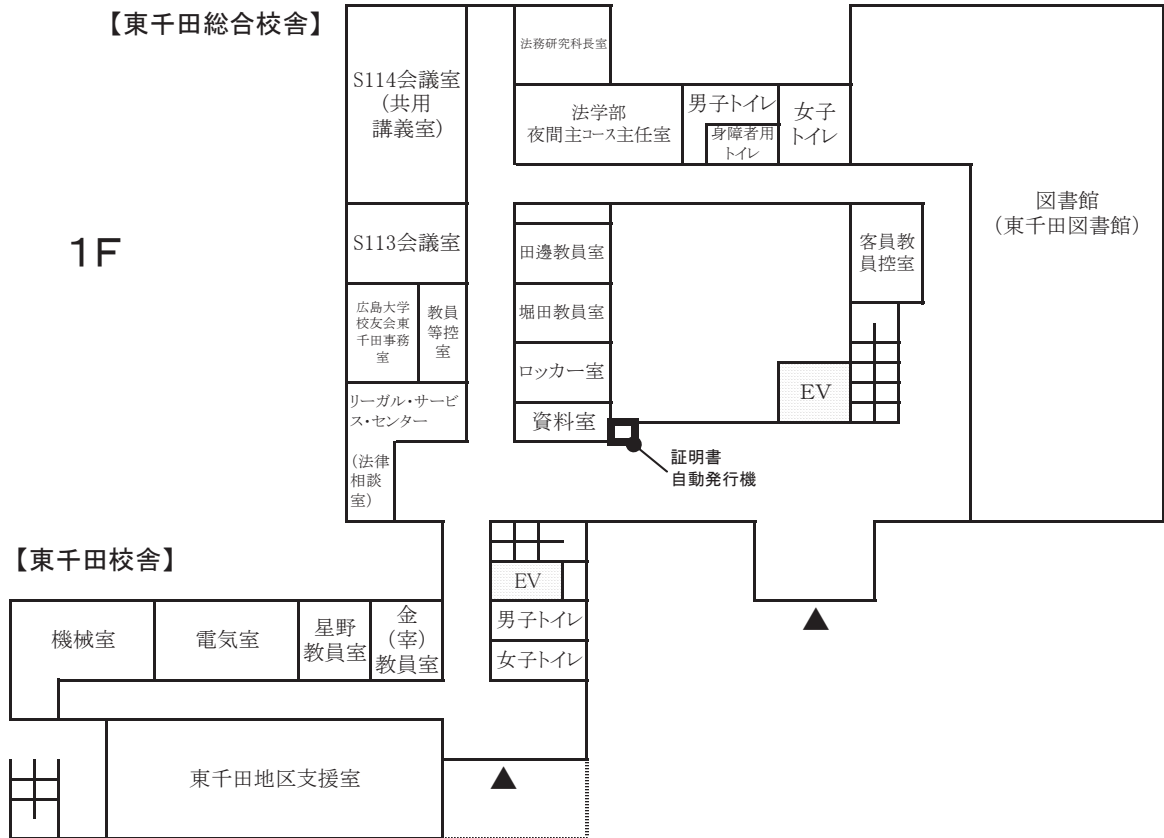 【東千田総合校舎】
法務研究科長室
S114会議室
(共用
講義室)
法学部
夜間主コース主任室
男子トイレ
身障者用
トイレ
女子
トイレ
図書館
(東千田図書館)
1F
S113会議室
田邊教員室
客員教
員控室
広島大学
校友会東
千田事務
室
教員
等控
室
堀田教員室
ロッカー室
EV
リーガル・サービ
ス・センター
資料室
(法律
相談
室)
証明書
自動発行機
【東千田校舎】
EV
機械室
電気室
星野
教員室
金
(宰)
教員室
男子トイレ
女子トイレ
東千田地区支援室